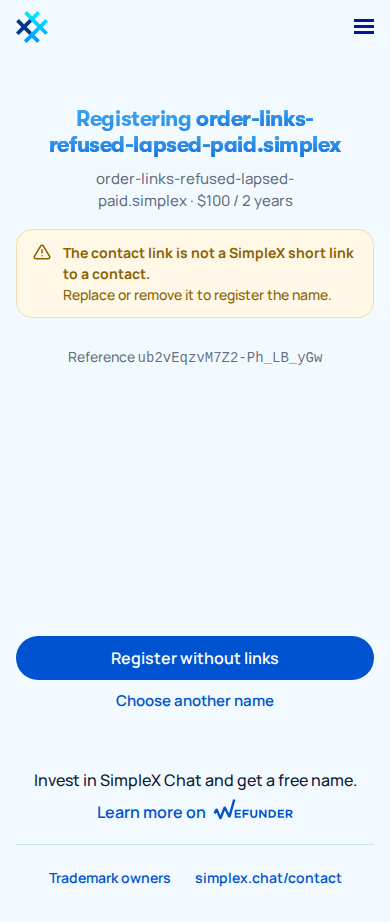 Registering order-links-
refused-lapsed-paid.simplex
order-links-refused-lapsed-
paid.simplex · $100 / 2 years
The contact link is not a SimpleX short link
to a contact.
Replace or remove it to register the name.
Reference ub2vEqzvM7Z2-Ph_LB_yGw
Register without links
Choose another name
Invest in SimpleX Chat and get a free name.
Learn more on WEFUNDER
Trademark owners simplex.chat/contact